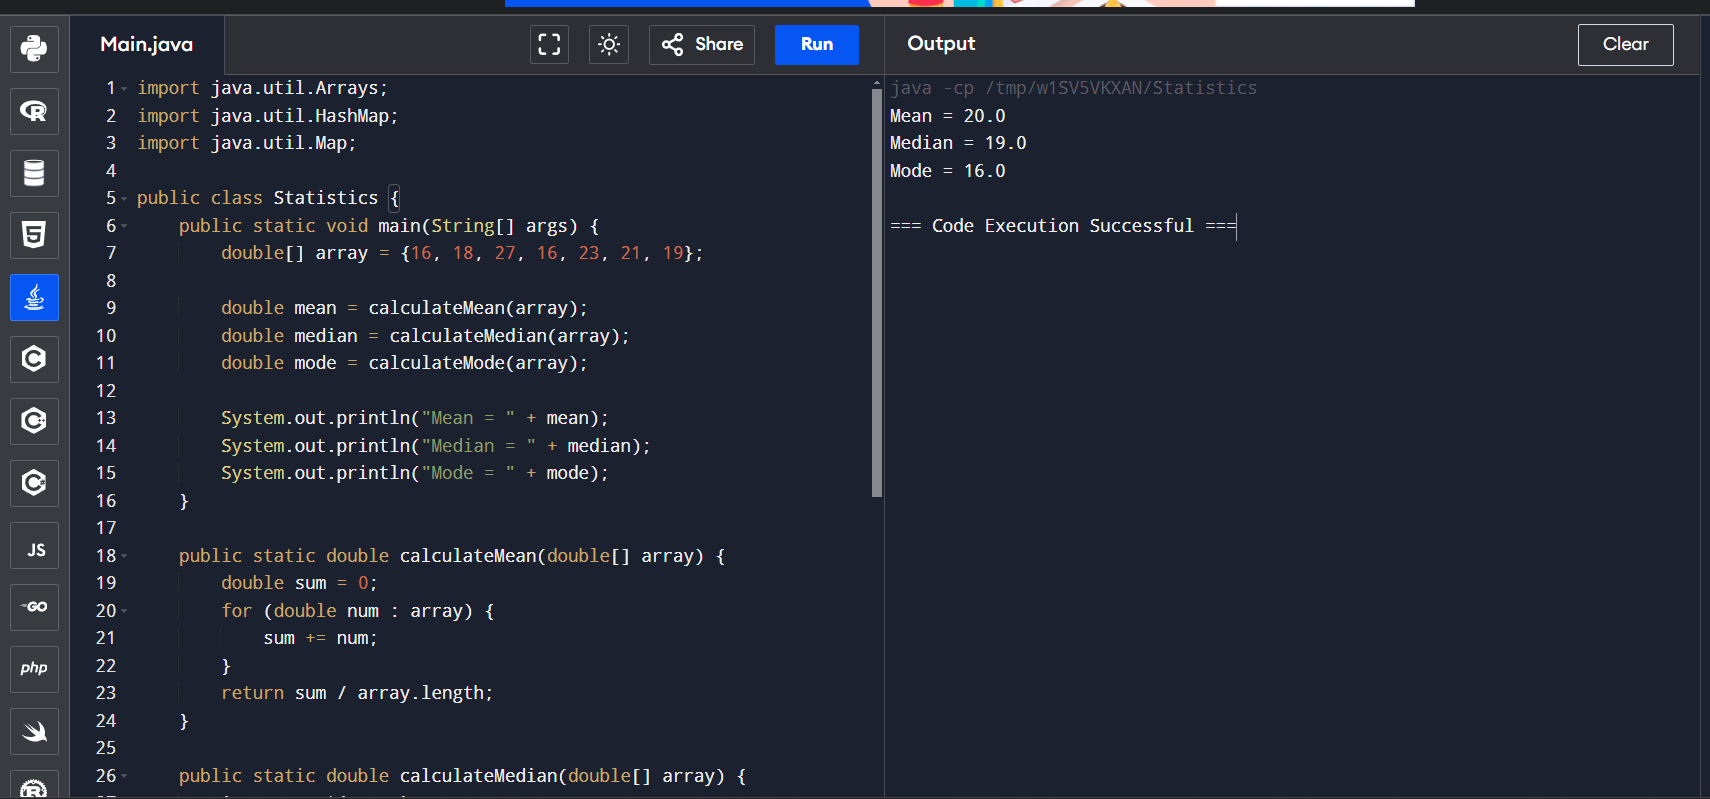 Main.java
Share
Run
Output
Clear
1 import java.util.Arrays;
2 import java.util.HashMap;
3 import java.util.Map;
4
5 public class Statistics {
6     public static void main(String[] args) {
7         double[] array = {16, 18, 27, 16, 23, 21, 19};
8
9         double mean = calculateMean(array);
10         double median = calculateMedian(array);
11         double mode = calculateMode(array);
12
13         System.out.println("Mean = " + mean);
14         System.out.println("Median = " + median);
15         System.out.println("Mode = " + mode);
16     }
17
18     public static double calculateMean(double[] array) {
19         double sum = 0;
20         for (double num : array) {
21             sum += num;
22         }
23         return sum / array.length;
24     }
25
26     public static double calculateMedian(double[] array) {
java -cp /tmp/w1SV5VKXAN/Statistics
Mean = 20.0
Median = 19.0
Mode = 16.0
=== Code Execution Successful ===
R
5
C
C
C#
JS
GO
php
R